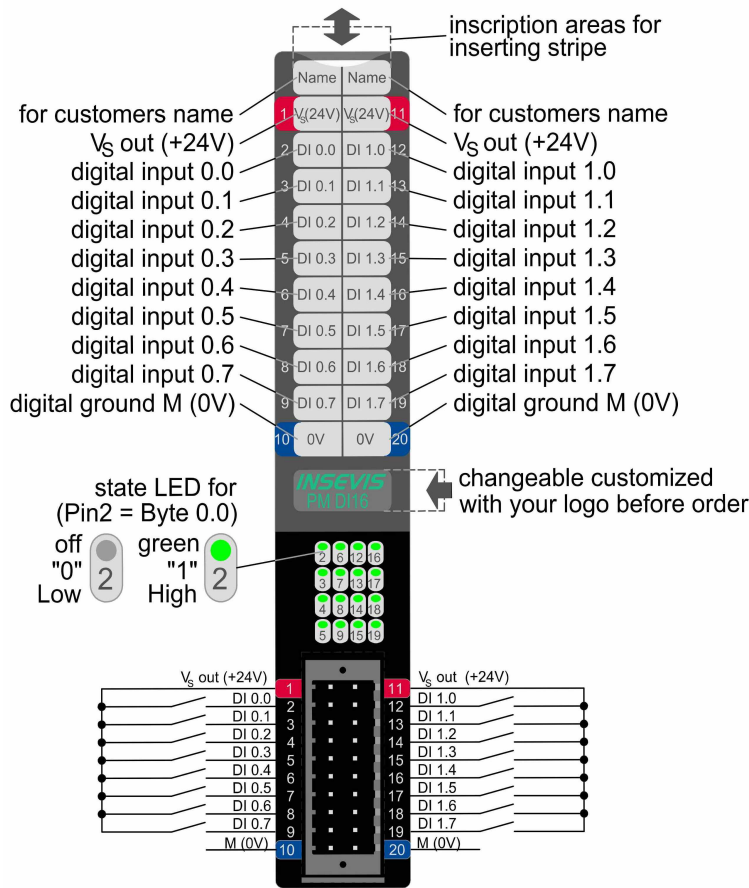 inscription areas for
inserting stripe
Name Name
for customers name
for customers name
1 VS(24V) VS(24V) 11
VS out (+24V)
VS out (+24V)
2 DI 0.0 DI 1.0 12
digital input 0.0
digital input 1.0
3 DI 0.1 DI 1.1 13
digital input 0.1
digital input 1.1
4 DI 0.2 DI 1.2 14
digital input 0.2
digital input 1.2
5 DI 0.3 DI 1.3 15
digital input 0.3
digital input 1.3
6 DI 0.4 DI 1.4 16
digital input 0.4
digital input 1.4
7 DI 0.5 DI 1.5 17
digital input 0.5
digital input 1.5
8 DI 0.6 DI 1.6 18
digital input 0.6
digital input 1.6
9 DI 0.7 DI 1.7 19
digital input 0.7
digital input 1.7
digital ground M (0V)
digital ground M (0V)
10 0V 0V 20
INSEVIS
PM DI16
changeable customized
with your logo before order
state LED for
(Pin2 = Byte 0.0)
off
"0"
Low
2
green
"1"
High
2
2 6 12 16
3 7 13 17
4 8 14 18
5 9 15 19
VS out (+24V) 1 11 VS out (+24V)
DI 0.0 2 12 DI 1.0
DI 0.1 3 13 DI 1.1
DI 0.2 4 14 DI 1.2
DI 0.3 5 15 DI 1.3
DI 0.4 6 16 DI 1.4
DI 0.5 7 17 DI 1.5
DI 0.6 8 18 DI 1.6
DI 0.7 9 19 DI 1.7
M (0V) 10 20 M (0V)